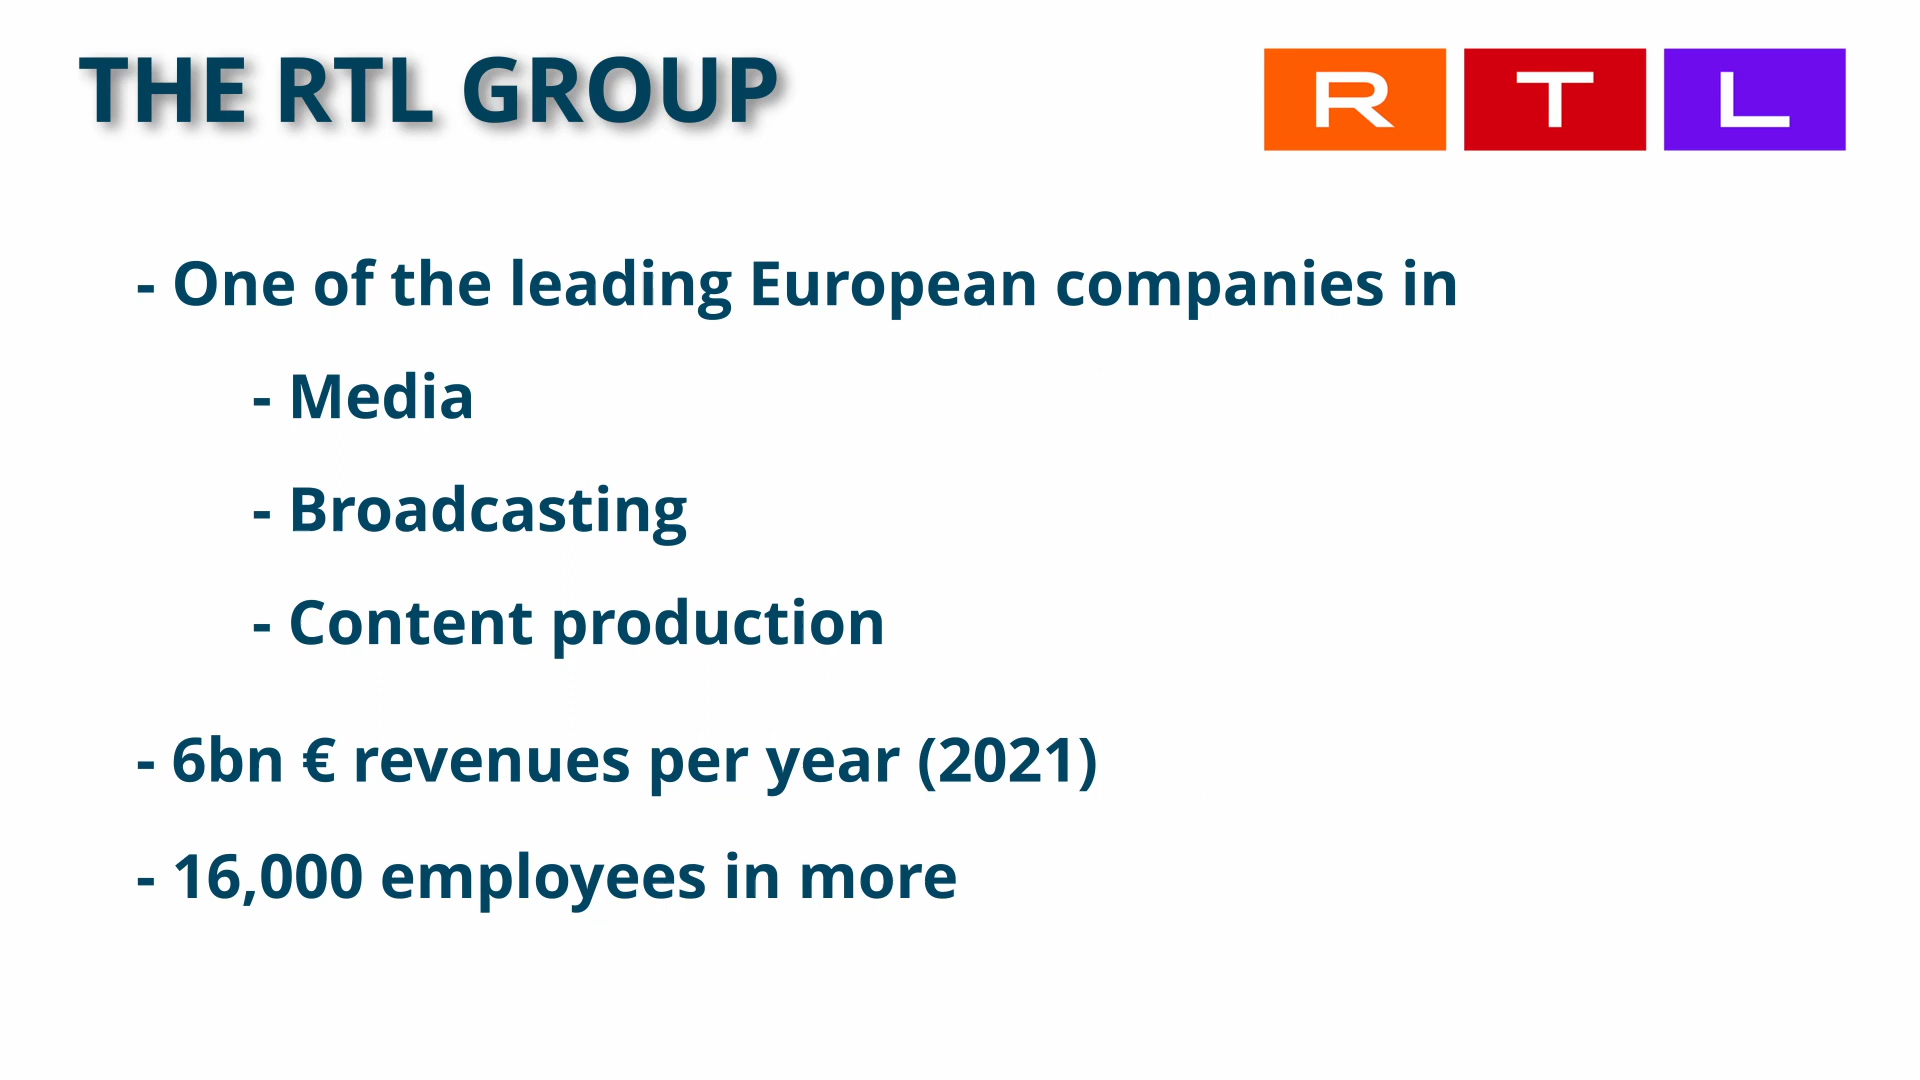 THE RTL GROUP
R T L
- One of the leading European companies in
- Media
- Broadcasting
- Content production
- 6bn € revenues per year (2021)
- 16,000 employees in more